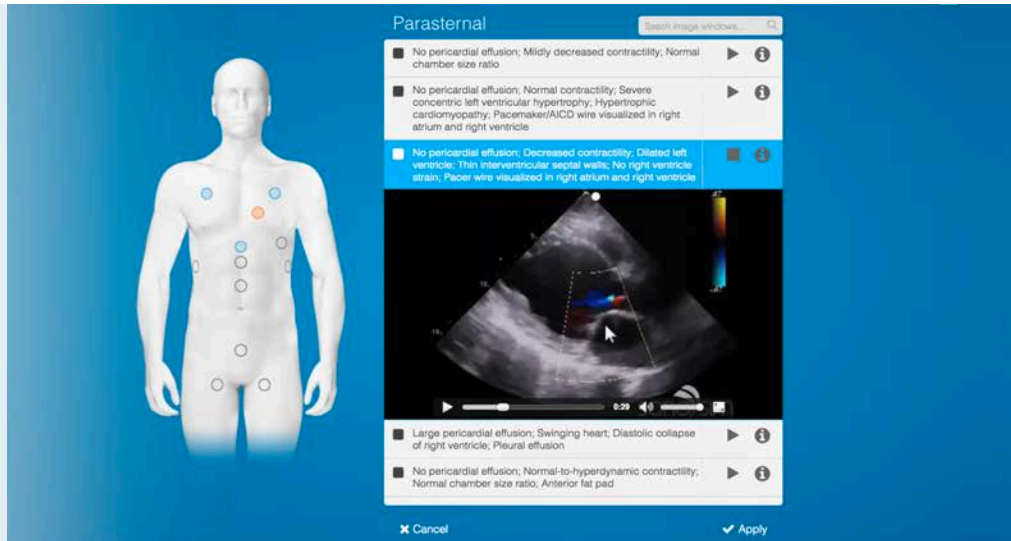 Parasternal
Search image windows...
No pericardial effusion; Mildly decreased contractility; Normal
chamber size ratio
No pericardial effusion; Normal contractility; Severe
concentric left ventricular hypertrophy; Hypertrophic
cardiomyopathy; Pacemaker/AICD wire visualized in right
atrium and right ventricle
No pericardial effusion; Decreased contractility; Dilated left
ventricle; Thin interventricular septal walls; No right ventricle
strain; Pacer wire visualized in right atrium and right ventricle
0:29
Large pericardial effusion; Swinging heart; Diastolic collapse
of right ventricle; Pleural effusion
No pericardial effusion; Normal-to-hyperdynamic contractility;
Normal chamber size ratio; Anterior fat pad
Cancel
Apply